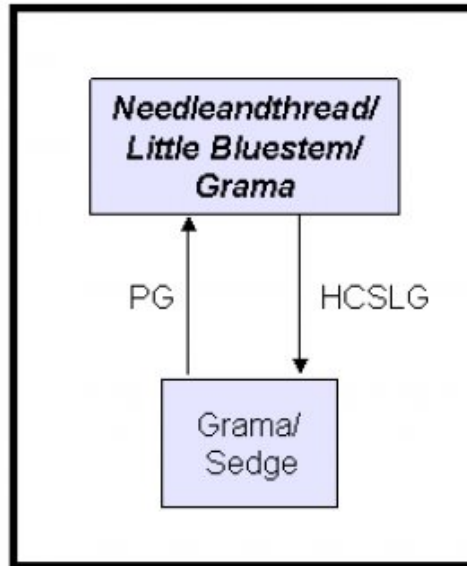 Needleandthread/
Little Bluestem/
Grama
PG
HCSLG
Grama/
Sedge